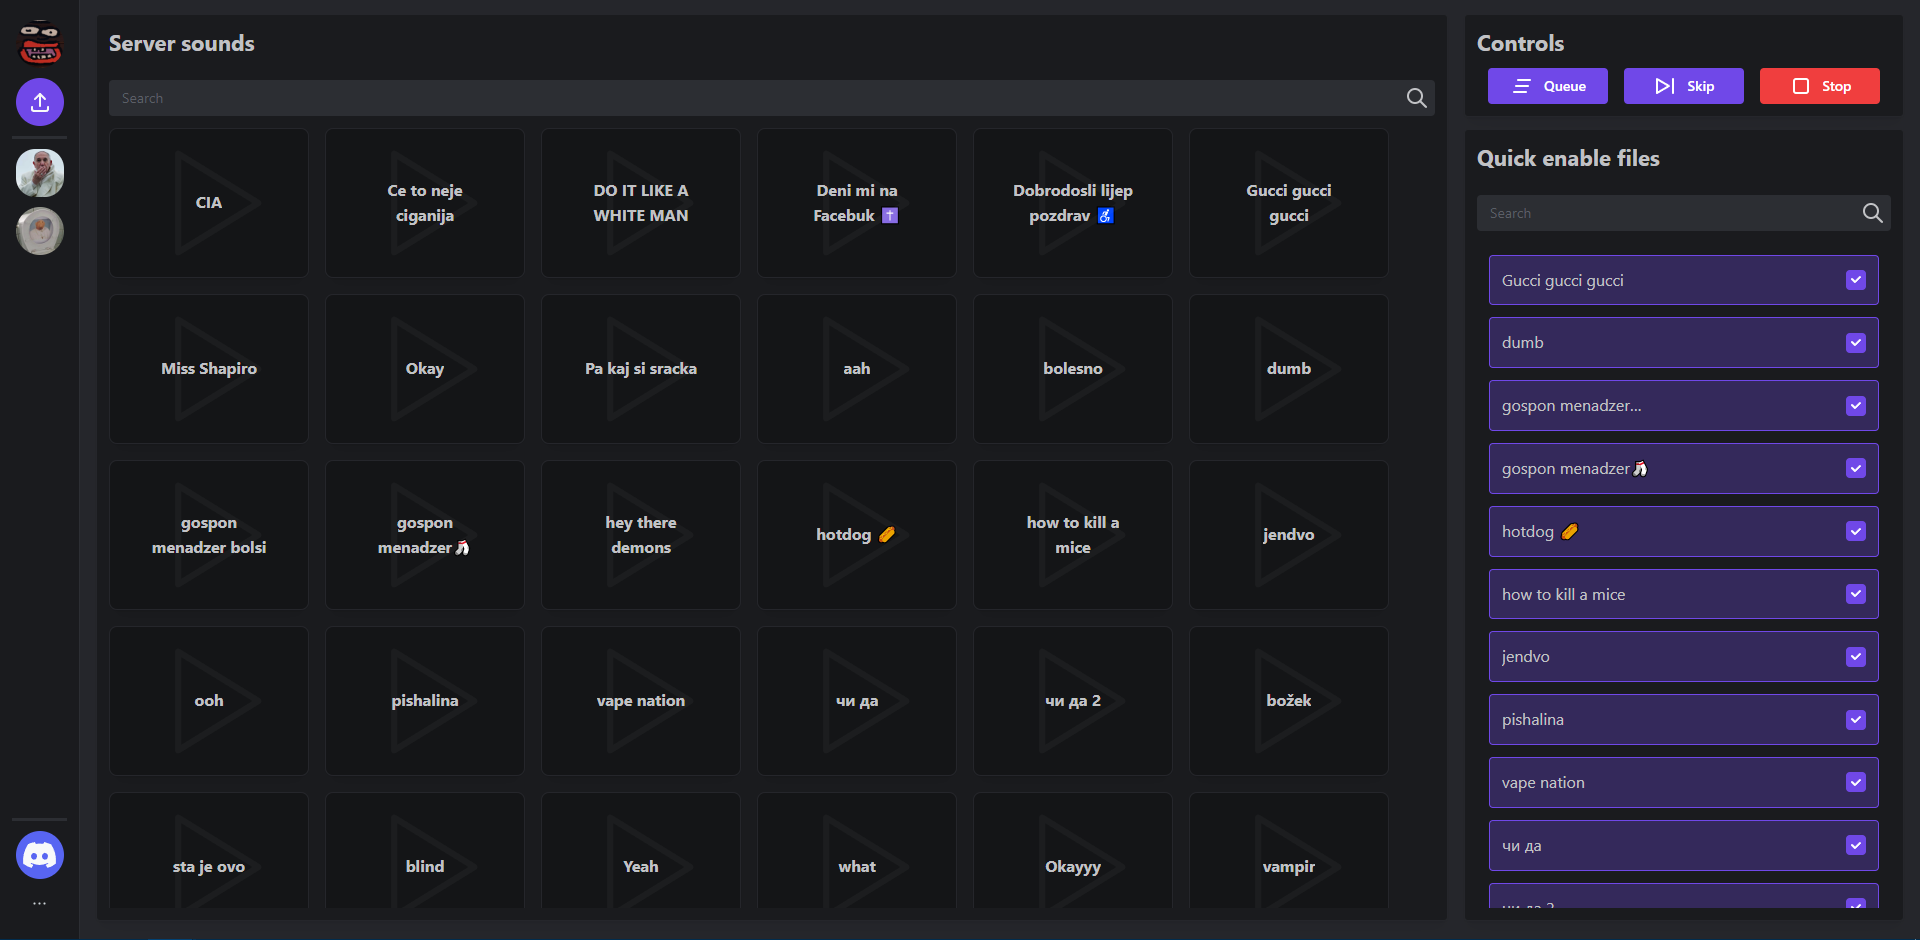 Server sounds
Search
CIA
Ce to neje
ciganija
DO IT LIKE A
WHITE MAN
Deni mi na
Facebuk ✝️
Dobrodosli lijep
pozdrav ♿
Gucci gucci
gucci
Miss Shapiro
Okay
Pa kaj si sracka
aah
bolesno
dumb
gospon
menadzer bolsi
gospon
menadzer🧦
hey there
demons
hotdog ⚰️
how to kill a
mice
jendvo
ooh
pishalina
vape nation
чи да
чи да 2
božek
sta je ovo
blind
Yeah
what
Okayyy
vampir
Controls
Queue
Skip
Stop
Quick enable files
Search
Gucci gucci gucci
dumb
gospon menadzer...
gospon menadzer🧦
hotdog ⚰️
how to kill a mice
jendvo
pishalina
vape nation
чи да
чи да 2
...